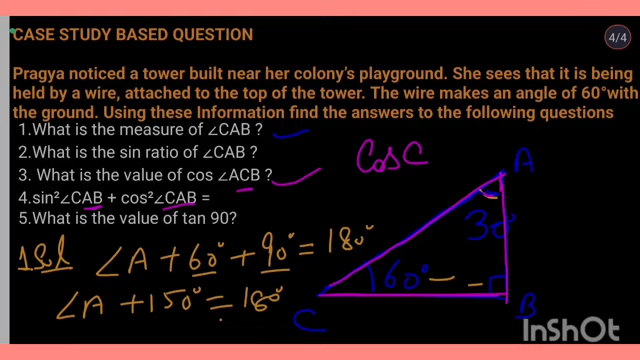 CASE STUDY BASED QUESTION
4/4
Pragya noticed a tower built near her colony's playground. She sees that it is being
held by a wire, attached to the top of the tower. The wire makes an angle of 60° with
the ground. Using these Information find the answers to the following questions
1.What is the measure of ∠CAB ?
2.What is the sin ratio of ∠CAB ?
3. What is the value of cos ∠ACB ?
4.sin²∠CAB + cos²∠CAB =
5.What is the value of tan 90?
Cos C
A
30°
60°
C
B
1 Sol ∠A + 60° + 90° = 180°
∠A + 150° = 180°
InShOt